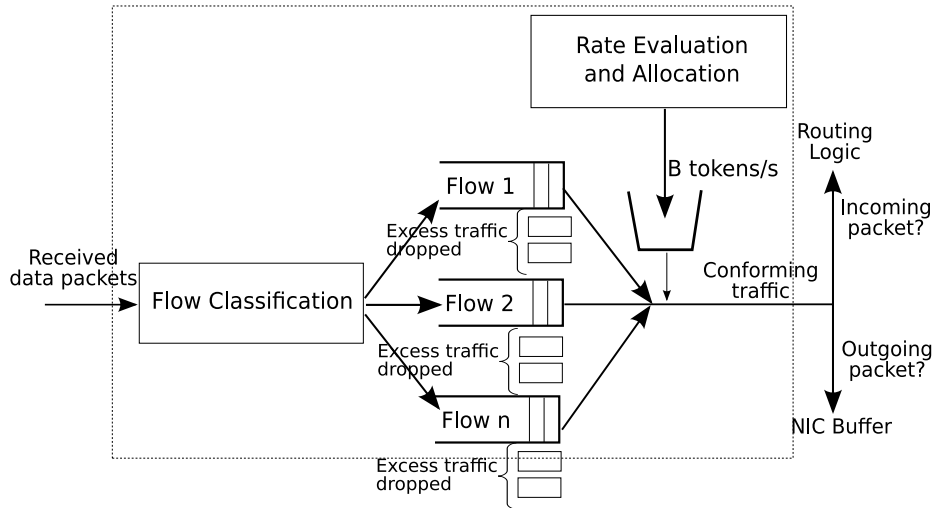 Rate Evaluation
and Allocation
Routing
Logic
B tokens/s
Flow 1
Incoming
packet?
Excess traffic
dropped
Received
data packets
Conforming
traffic
Flow Classification
Flow 2
Outgoing
packet?
Excess traffic
dropped
Flow n
NIC Buffer
Excess traffic
dropped